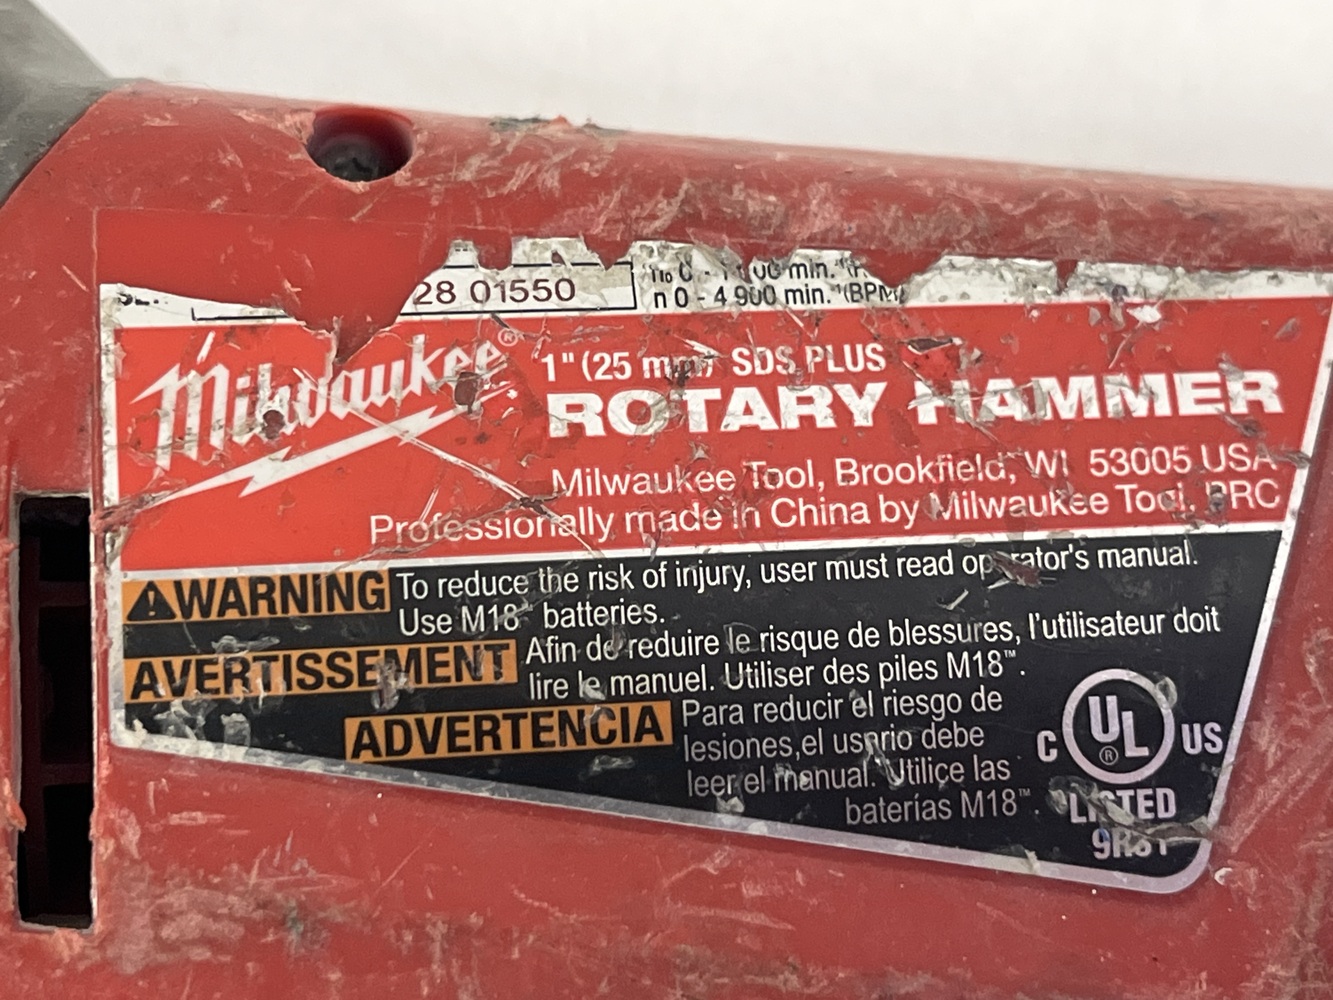 28 01550
n 0 - 4 900 min.⁻¹(BPM)
Milwaukee®
1" (25 mm) SDS PLUS
ROTARY HAMMER
Milwaukee Tool, Brookfield, WI 53005 USA
Professionally made in China by Milwaukee Tool, PRC
WARNING To reduce the risk of injury, user must read operator's manual.
Use M18™ batteries.
AVERTISSEMENT Afin de réduire le risque de blessures, l'utilisateur doit
lire le manuel. Utiliser des piles M18™.
ADVERTENCIA Para reducir el riesgo de
lesiones,el usuario debe
leer el manual. Utilice las
baterías M18™.
C UL® US
LISTED